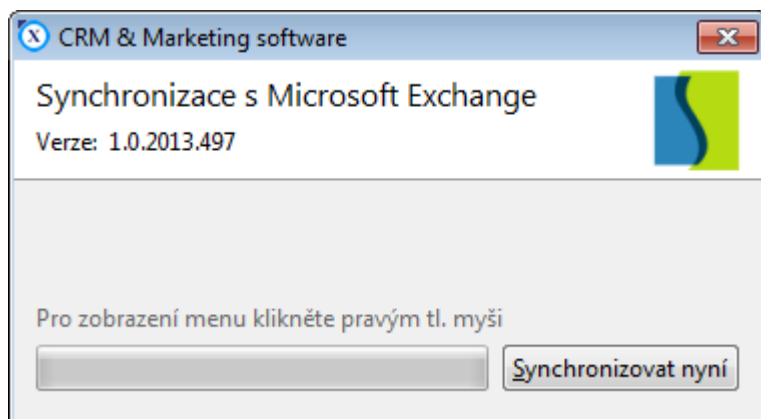 X CRM & Marketing software
Synchronizace s Microsoft Exchange
Verze: 1.0.2013.497
Pro zobrazení menu klikněte pravým tl. myši
Synchronizovat nyní